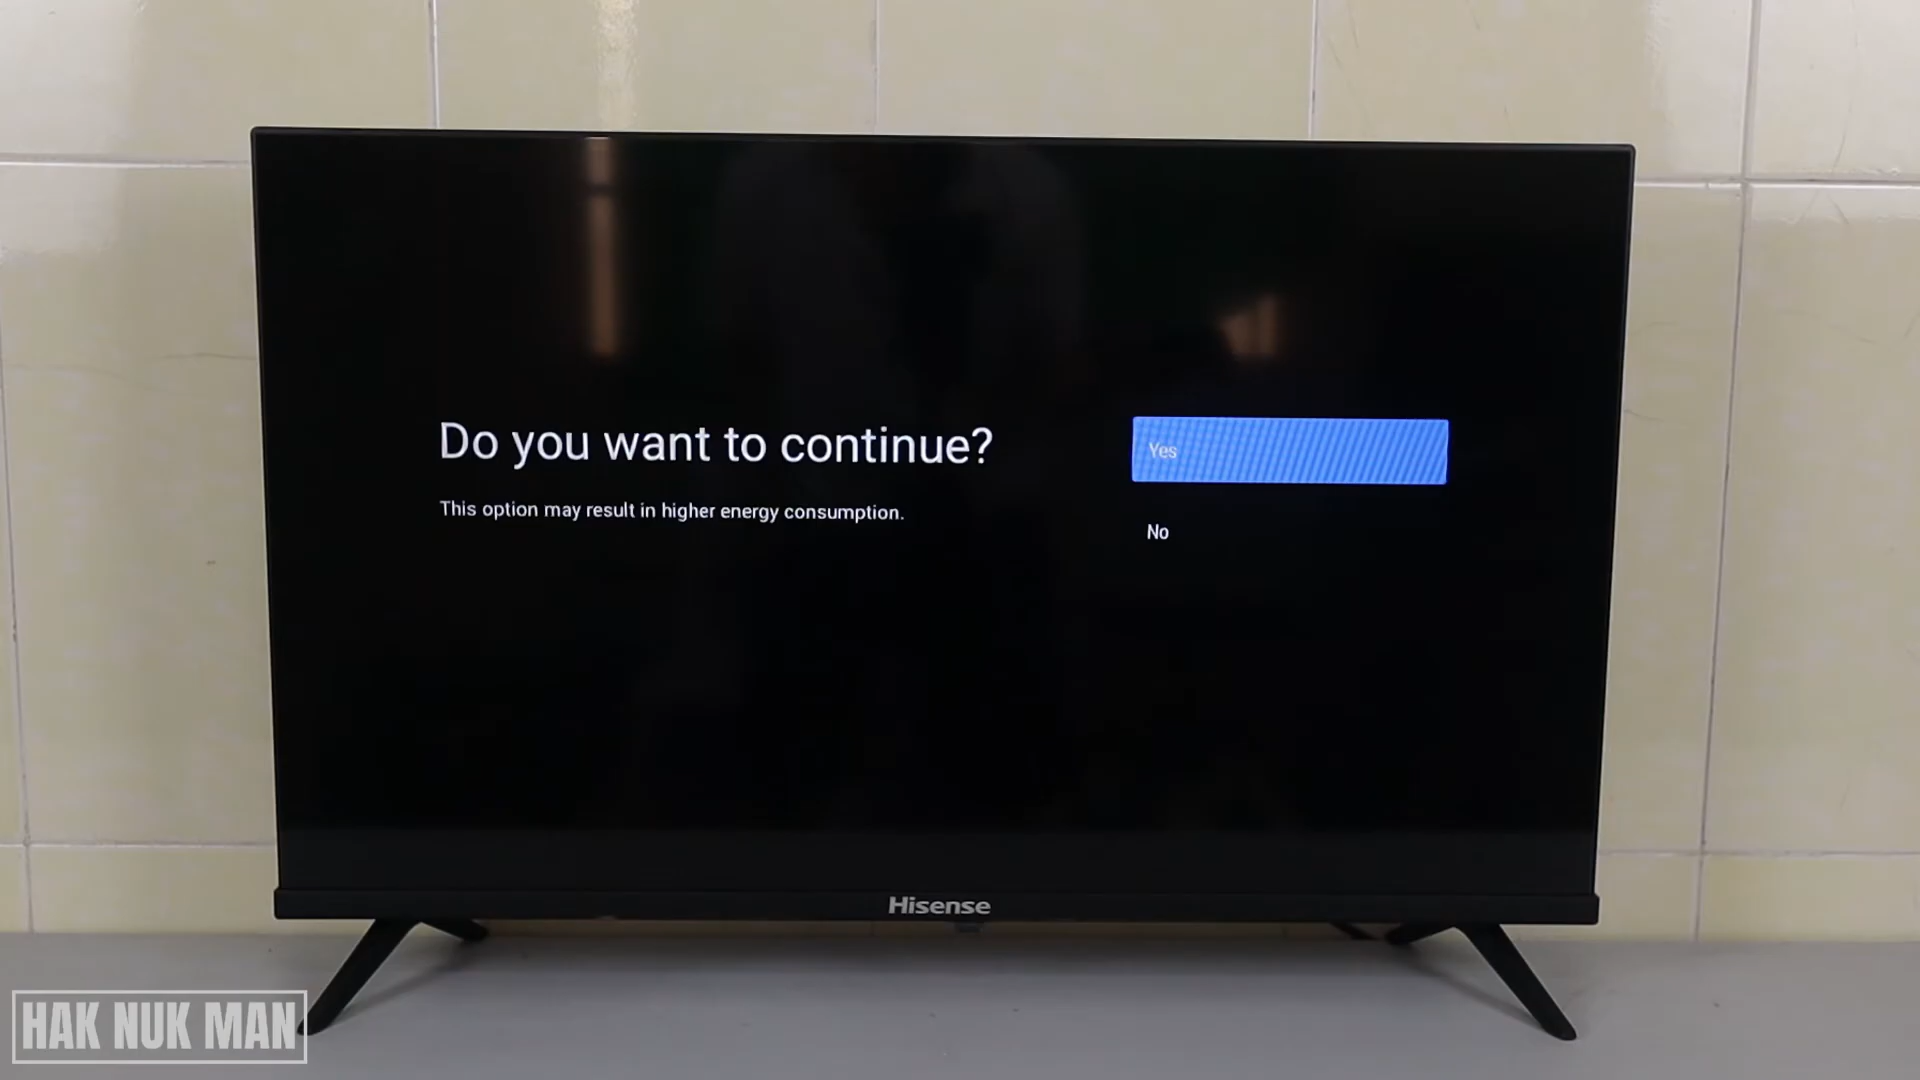 Do you want to continue?
Yes
This option may result in higher energy consumption.
No
Hisense
HAK NUK MAN